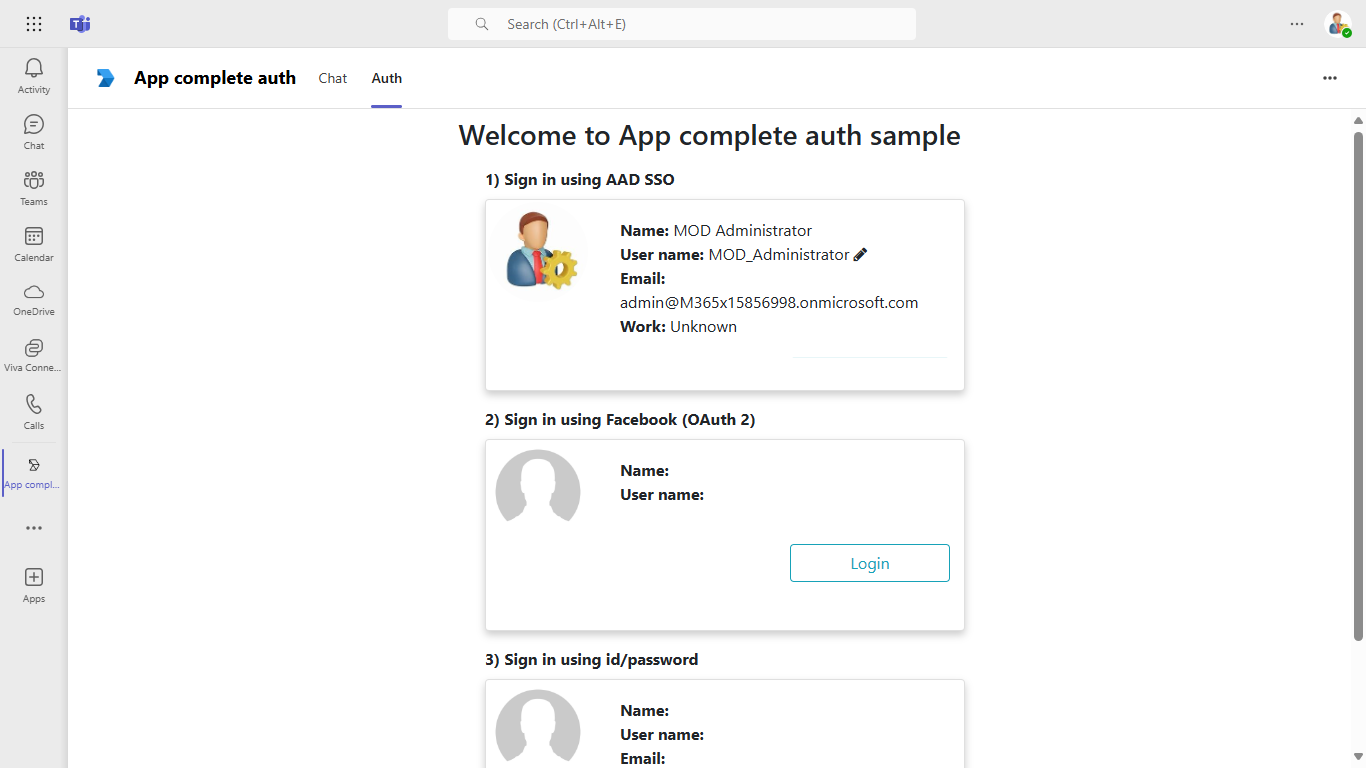 Search (Ctrl+Alt+E)
Activity
Chat
Teams
Calendar
OneDrive
Viva Conne...
Calls
App compl...
Apps
App complete auth
Chat
Auth
Welcome to App complete auth sample
1) Sign in using AAD SSO
Name: MOD Administrator
User name: MOD_Administrator
Email:
admin@M365x15856998.onmicrosoft.com
Work: Unknown
2) Sign in using Facebook (OAuth 2)
Name:
User name:
Login
3) Sign in using id/password
Name:
User name:
Email: